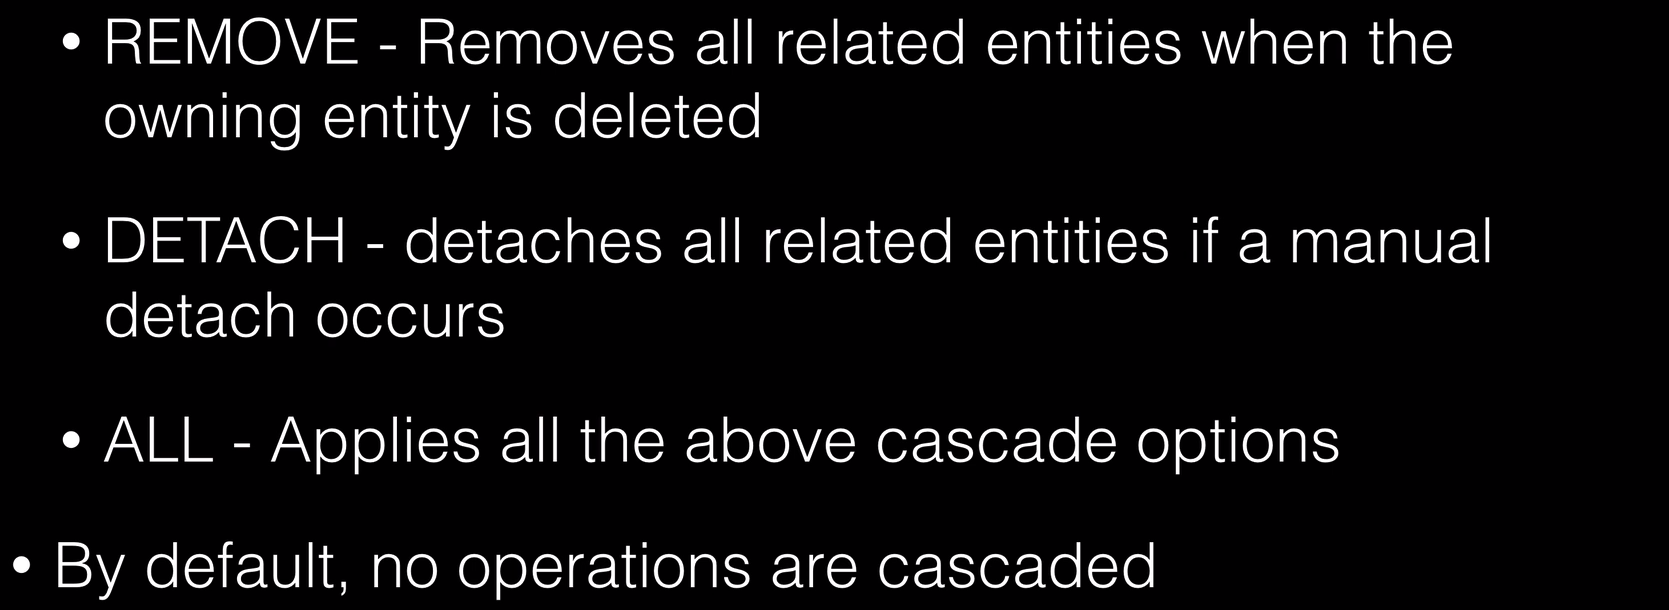 • REMOVE - Removes all related entities when the
owning entity is deleted
• DETACH - detaches all related entities if a manual
detach occurs
• ALL - Applies all the above cascade options
• By default, no operations are cascaded